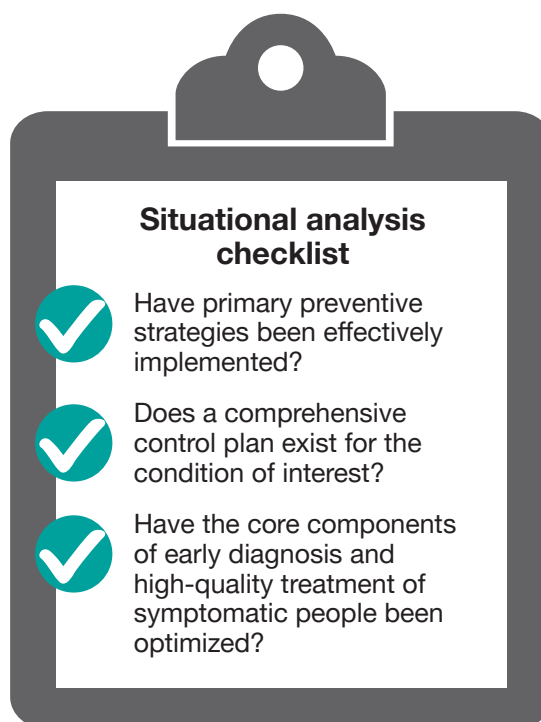 Situational analysis
checklist
Have primary preventive
strategies been effectively
implemented?
Does a comprehensive
control plan exist for the
condition of interest?
Have the core components
of early diagnosis and
high-quality treatment of
symptomatic people been
optimized?